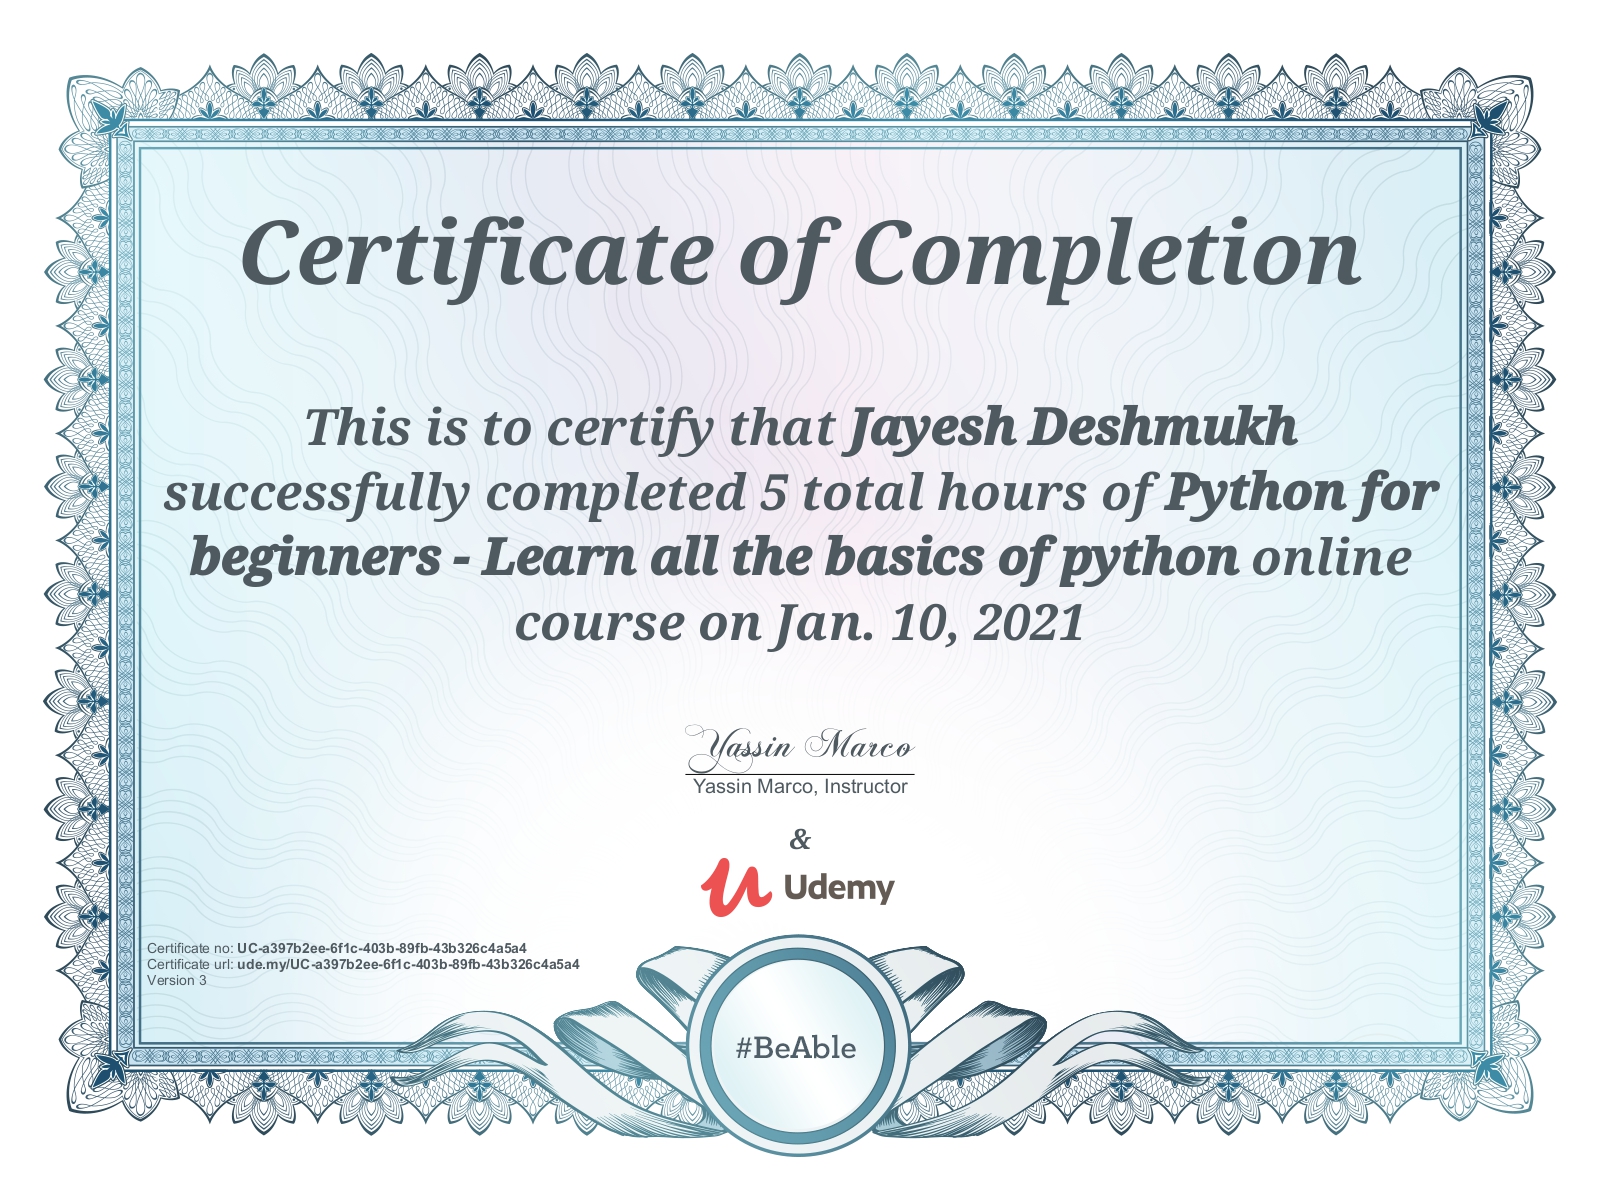 Certificate of Completion
This is to certify that Jayesh Deshmukh
successfully completed 5 total hours of Python for
beginners - Learn all the basics of python online
course on Jan. 10, 2021
Yassin Marco
Yassin Marco, Instructor
&
Udemy
Certificate no: UC-a397b2ee-6f1c-403b-89fb-43b326c4a5a4
Certificate url: ude.my/UC-a397b2ee-6f1c-403b-89fb-43b326c4a5a4
Version 3
#BeAble